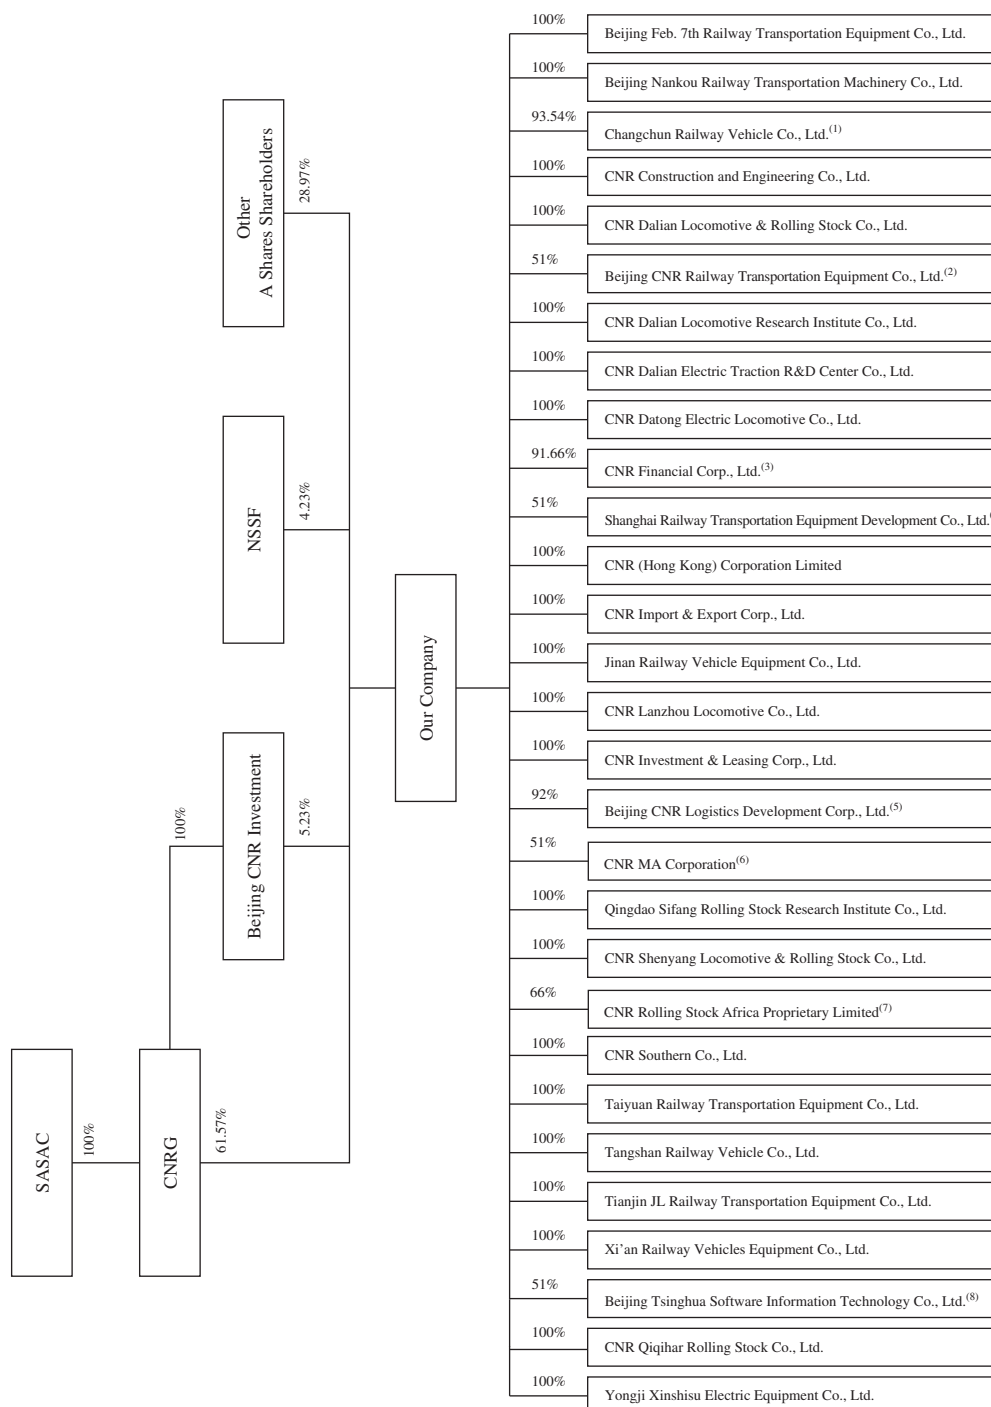 SASAC
100%
CNRG
61.57%
100%
Beijing CNR Investment
5.23%
NSSF
4.23%
Other
A Shares Shareholders
28.97%
Our Company
100%
Beijing Feb. 7th Railway Transportation Equipment Co., Ltd.
100%
Beijing Nankou Railway Transportation Machinery Co., Ltd.
93.54%
Changchun Railway Vehicle Co., Ltd.(1)
100%
CNR Construction and Engineering Co., Ltd.
100%
CNR Dalian Locomotive & Rolling Stock Co., Ltd.
51%
Beijing CNR Railway Transportation Equipment Co., Ltd.(2)
100%
CNR Dalian Locomotive Research Institute Co., Ltd.
100%
CNR Dalian Electric Traction R&D Center Co., Ltd.
100%
CNR Datong Electric Locomotive Co., Ltd.
91.66%
CNR Financial Corp., Ltd.(3)
51%
Shanghai Railway Transportation Equipment Development Co., Ltd.(
100%
CNR (Hong Kong) Corporation Limited
100%
CNR Import & Export Corp., Ltd.
100%
Jinan Railway Vehicle Equipment Co., Ltd.
100%
CNR Lanzhou Locomotive Co., Ltd.
100%
CNR Investment & Leasing Corp., Ltd.
92%
Beijing CNR Logistics Development Corp., Ltd.(5)
51%
CNR MA Corporation(6)
100%
Qingdao Sifang Rolling Stock Research Institute Co., Ltd.
100%
CNR Shenyang Locomotive & Rolling Stock Co., Ltd.
66%
CNR Rolling Stock Africa Proprietary Limited(7)
100%
CNR Southern Co., Ltd.
100%
Taiyuan Railway Transportation Equipment Co., Ltd.
100%
Tangshan Railway Vehicle Co., Ltd.
100%
Tianjin JL Railway Transportation Equipment Co., Ltd.
100%
Xi’an Railway Vehicles Equipment Co., Ltd.
51%
Beijing Tsinghua Software Information Technology Co., Ltd.(8)
100%
CNR Qiqihar Rolling Stock Co., Ltd.
100%
Yongji Xinshisu Electric Equipment Co., Ltd.